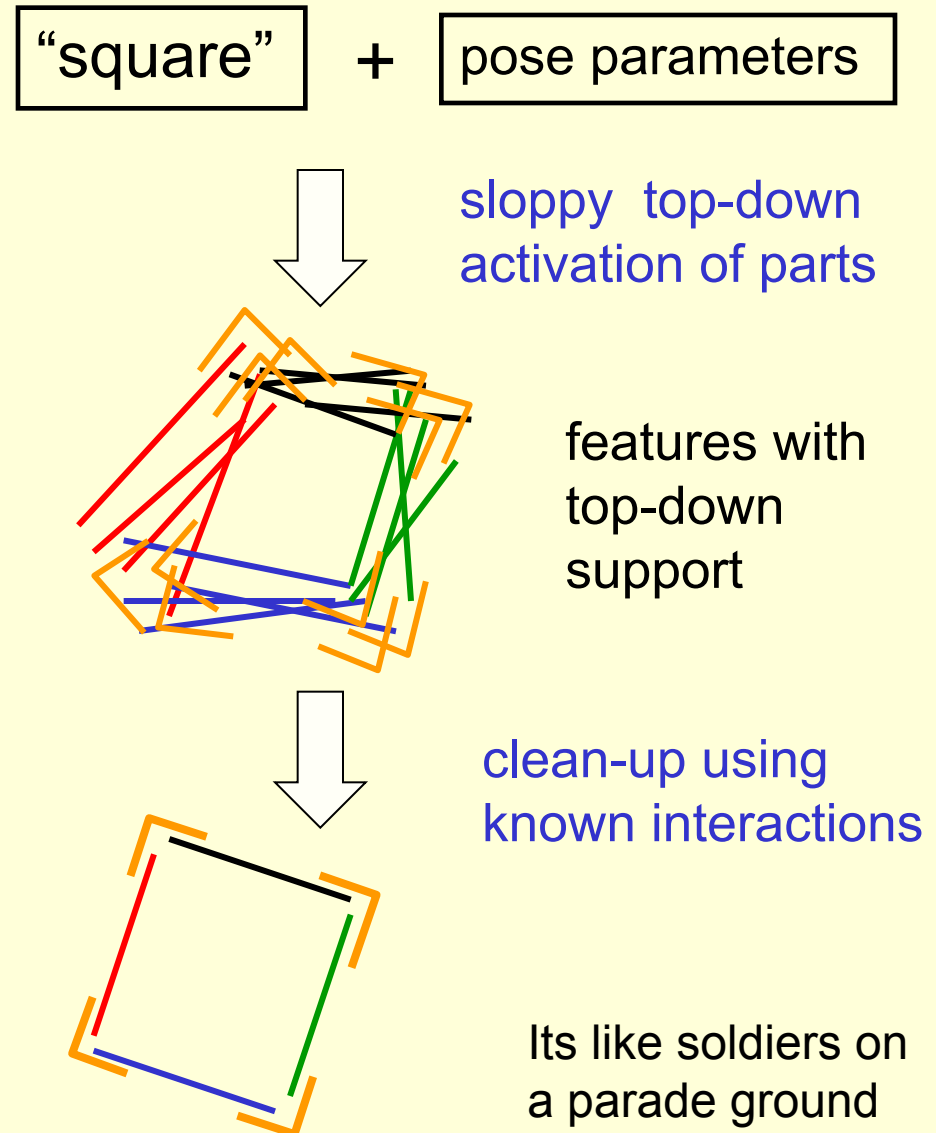 “square” + pose parameters
sloppy top-down
activation of parts
features with
top-down
support
clean-up using
known interactions
Its like soldiers on
a parade ground